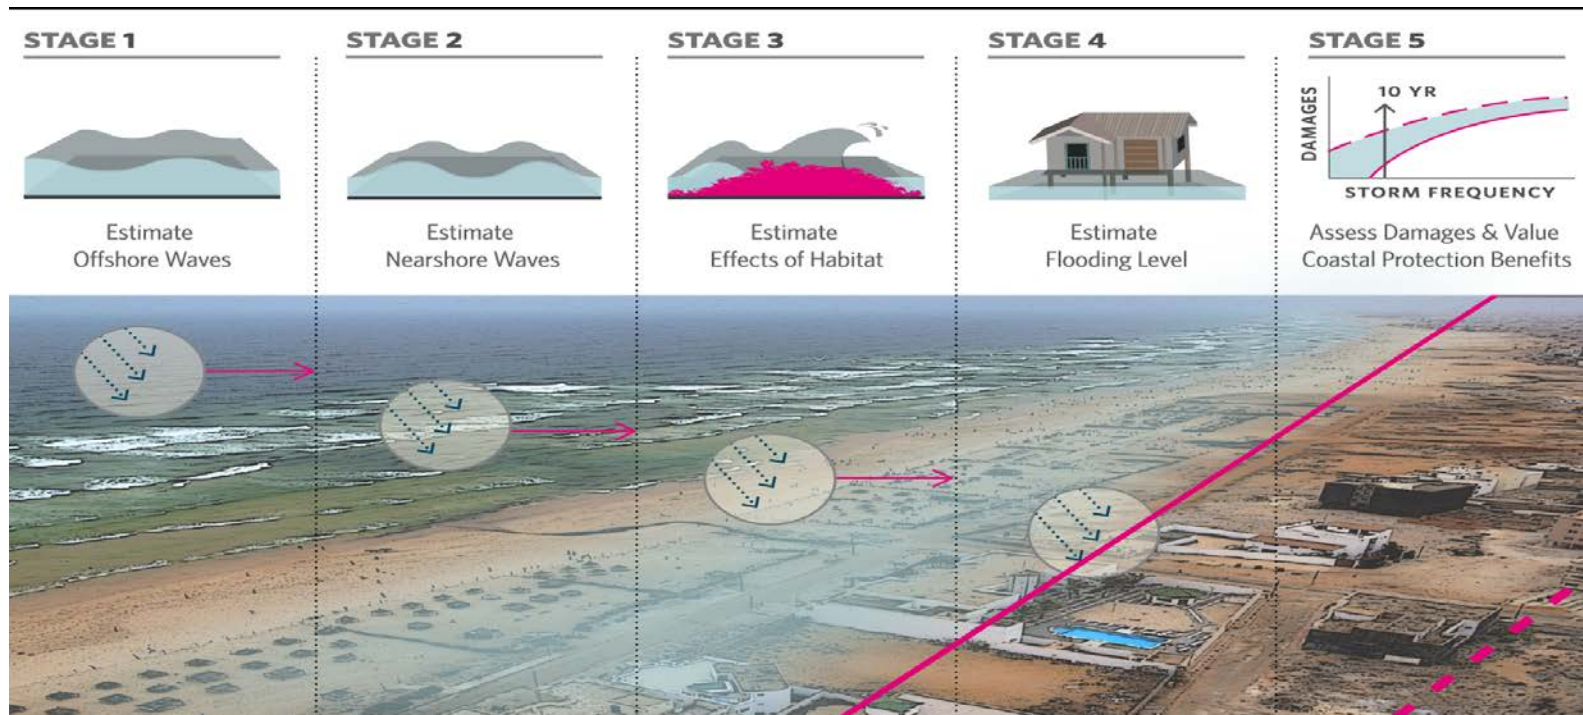 STAGE 1
Estimate
Offshore Waves
STAGE 2
Estimate
Nearshore Waves
STAGE 3
Estimate
Effects of Habitat
STAGE 4
Estimate
Flooding Level
STAGE 5
DAMAGES
10 YR
STORM FREQUENCY
Assess Damages & Value
Coastal Protection Benefits